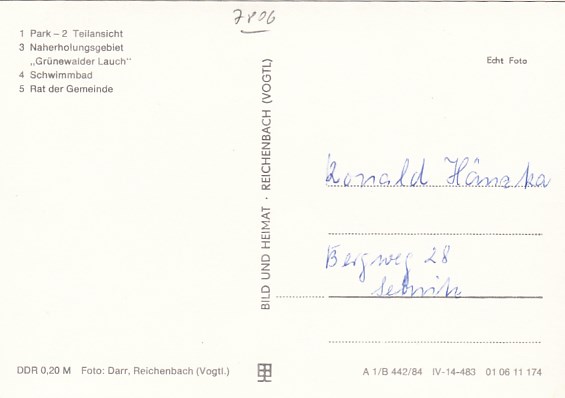 7806
1 Park – 2 Teilansicht
3 Naherholungsgebiet
„Grünewalder Lauch"
4 Schwimmbad
5 Rat der Gemeinde
BILD UND HEIMAT · REICHENBACH (VOGTL)
Echt Foto
Ronald Hänzka
Bergweg 28
Sebnitz
DDR 0,20 M Foto: Darr, Reichenbach (Vogtl.)
A 1/B 442/84 IV-14-483 01 06 11 174